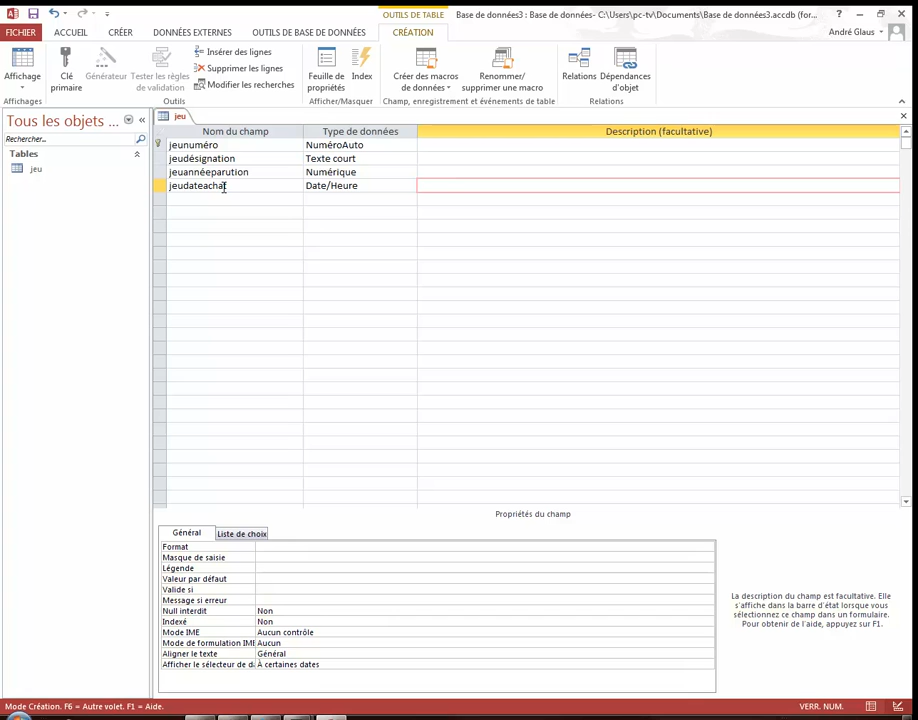 OUTILS DE TABLE
Base de données3 : Base de données- C:\Users\pc-tv\Documents\Base de données3.accdb (for...
FICHIER ACCUEIL CRÉER DONNÉES EXTERNES OUTILS DE BASE DE DONNÉES CRÉATION André Glaus
Affichage
Clé primaire
Générateur
Tester les règles de validation
Insérer des lignes
Supprimer les lignes
Modifier les recherches
Feuille de propriétés
Index
Créer des macros de données
Renommer/ supprimer une macro
Relations
Dépendances d'objet
Affichages Outils Afficher/Masquer Champ, enregistrement et événements de table Relations
Tous les objets ...
Rechercher...
Tables
jeu
jeu
Nom du champ Type de données Description (facultative)
jeunuméro NuméroAuto
jeudésignation Texte court
jeuannéeparution Numérique
jeudateachat Date/Heure
Propriétés du champ
Général Liste de choix
Format
Masque de saisie
Légende
Valeur par défaut
Valide si
Message si erreur
Null interdit Non
Indexé Non
Mode IME Aucun contrôle
Mode de formulation IME Aucun
Aligner le texte Général
Afficher le sélecteur de da À certaines dates
La description du champ est facultative. Elle
s'affiche dans la barre d'état lorsque vous
sélectionnez ce champ dans un formulaire.
Pour obtenir de l'aide, appuyez sur F1.
Mode Création. F6 = Autre volet. F1 = Aide. VERR. NUM.